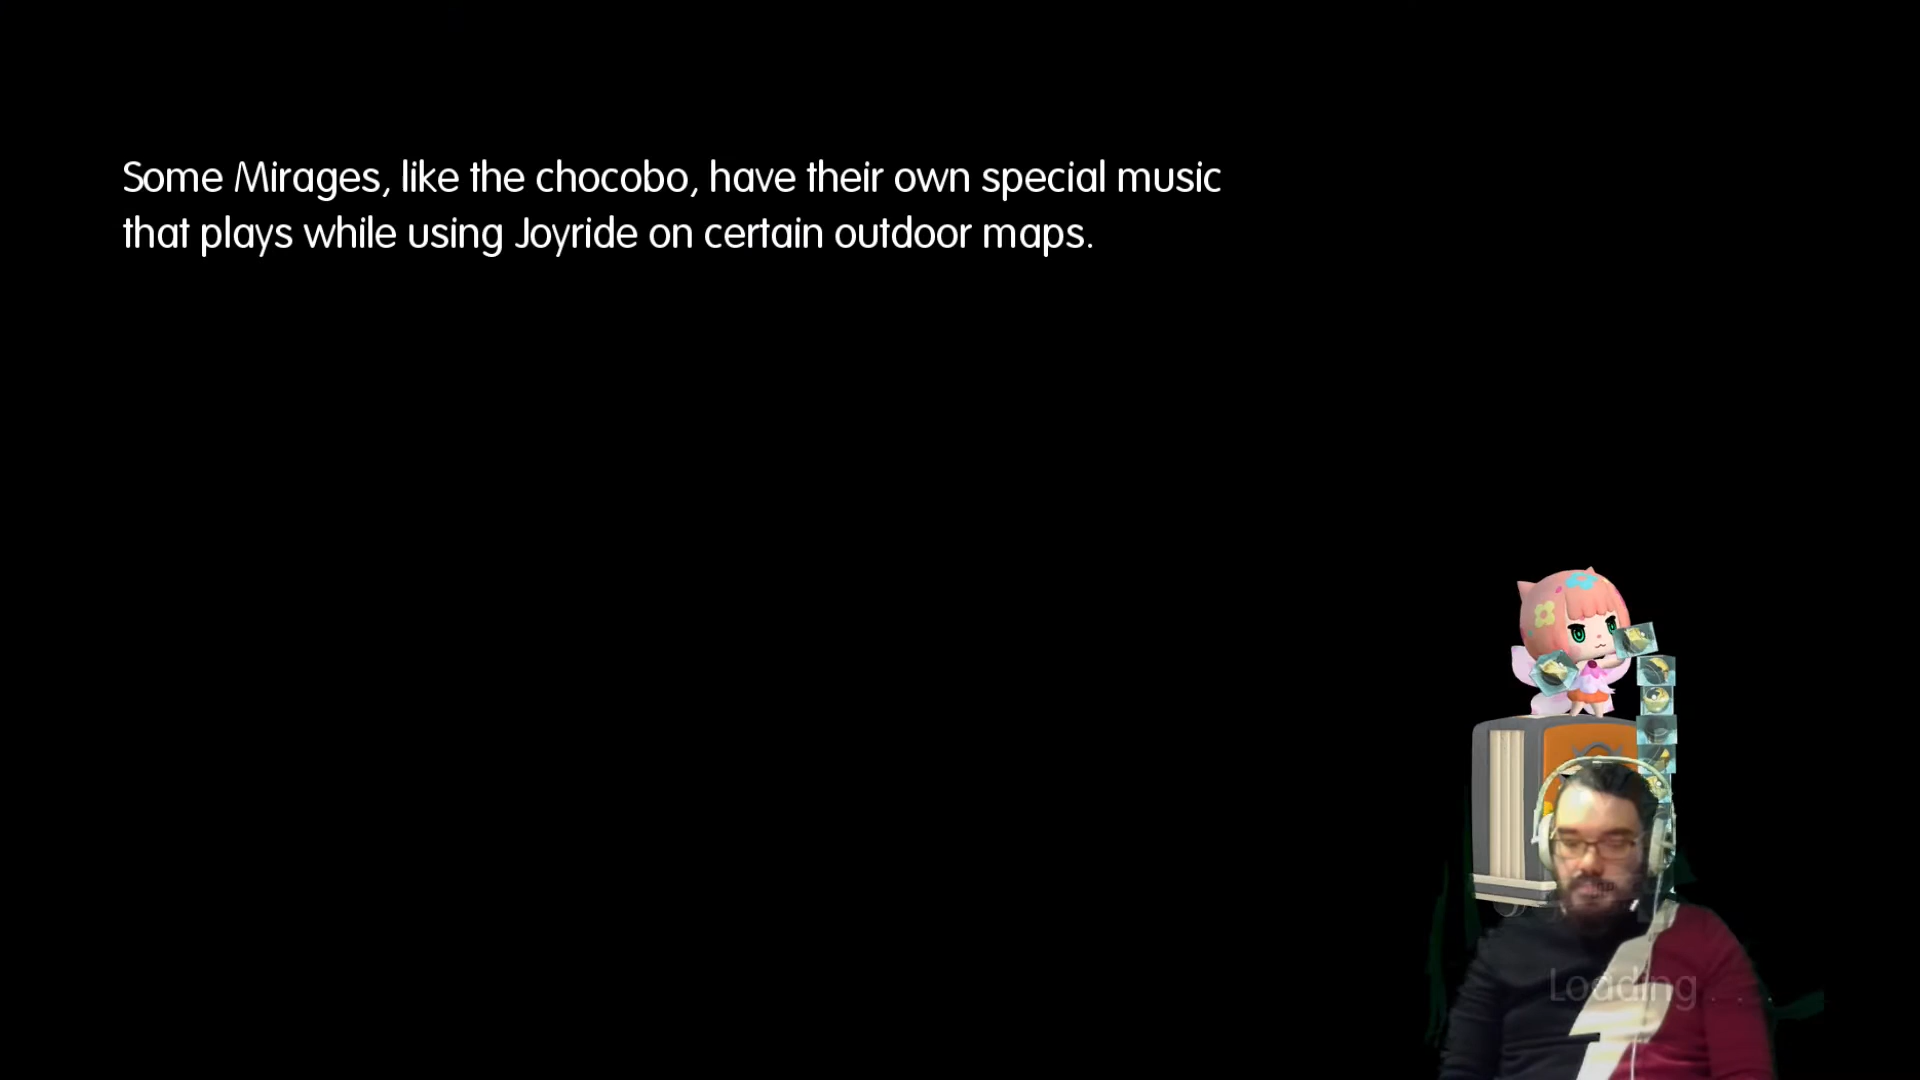 Some Mirages, like the chocobo, have their own special music
that plays while using Joyride on certain outdoor maps.
Loading . . .